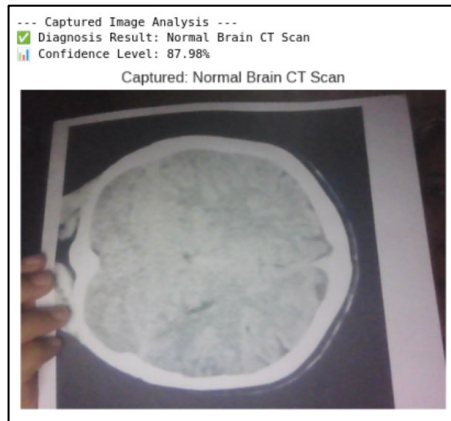 --- Captured Image Analysis ---
✅ Diagnosis Result: Normal Brain CT Scan
📊 Confidence Level: 87.98%
Captured: Normal Brain CT Scan